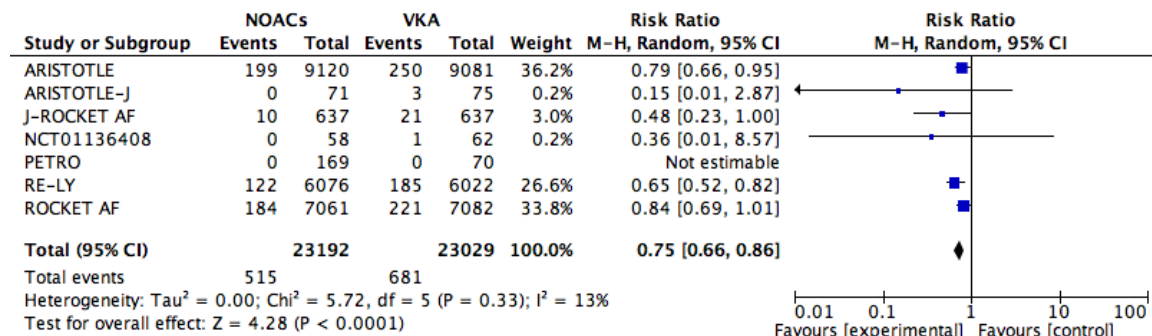 NOACs VKA Risk Ratio Risk Ratio
Study or Subgroup Events Total Events Total Weight M-H, Random, 95% CI M-H, Random, 95% CI
ARISTOTLE 199 9120 250 9081 36.2% 0.79 [0.66, 0.95]
ARISTOTLE-J 0 71 3 75 0.2% 0.15 [0.01, 2.87]
J-ROCKET AF 10 637 21 637 3.0% 0.48 [0.23, 1.00]
NCT01136408 0 58 1 62 0.2% 0.36 [0.01, 8.57]
PETRO 0 169 0 70 Not estimable
RE-LY 122 6076 185 6022 26.6% 0.65 [0.52, 0.82]
ROCKET AF 184 7061 221 7082 33.8% 0.84 [0.69, 1.01]
Total (95% CI) 23192 23029 100.0% 0.75 [0.66, 0.86]
Total events 515 681
Heterogeneity: Tau² = 0.00; Chi² = 5.72, df = 5 (P = 0.33); I² = 13%
Test for overall effect: Z = 4.28 (P < 0.0001)
0.01 0.1 1 10 100
Favours [experimental] Favours [control]